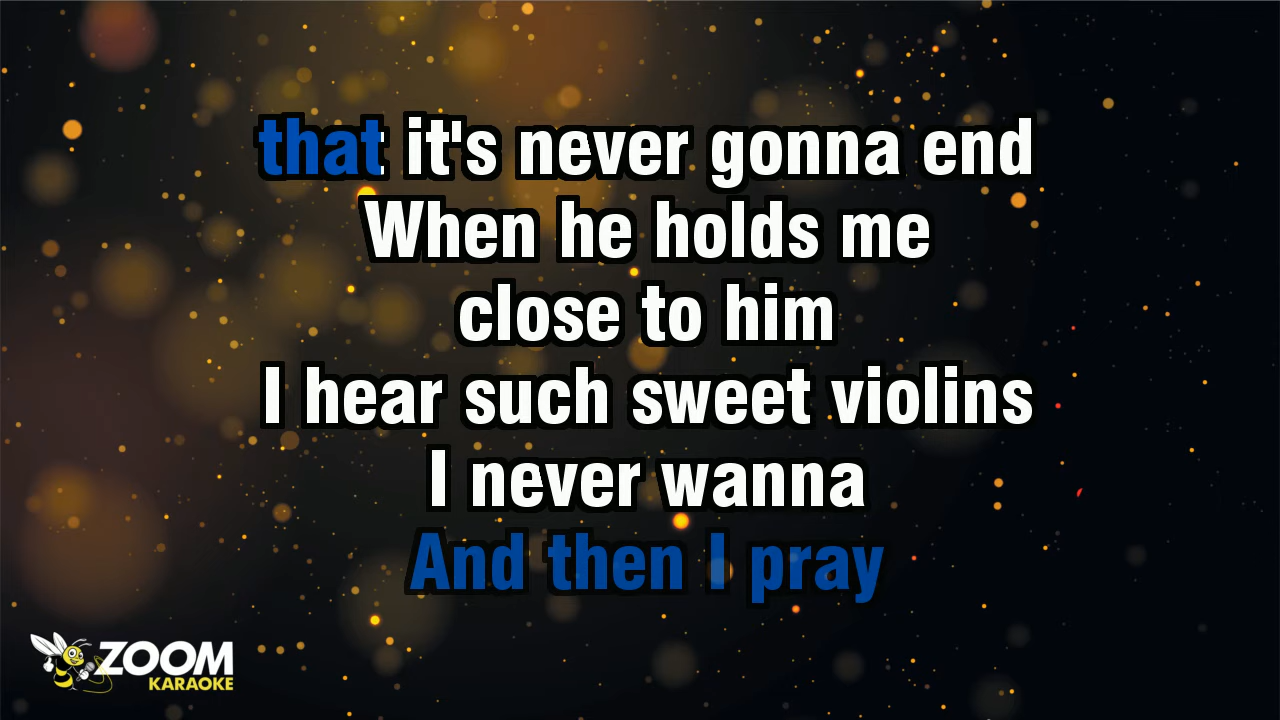 that it's never gonna end
When he holds me
close to him
I hear such sweet violins
I never wanna
And then I pray
ZOOM
KARAOKE